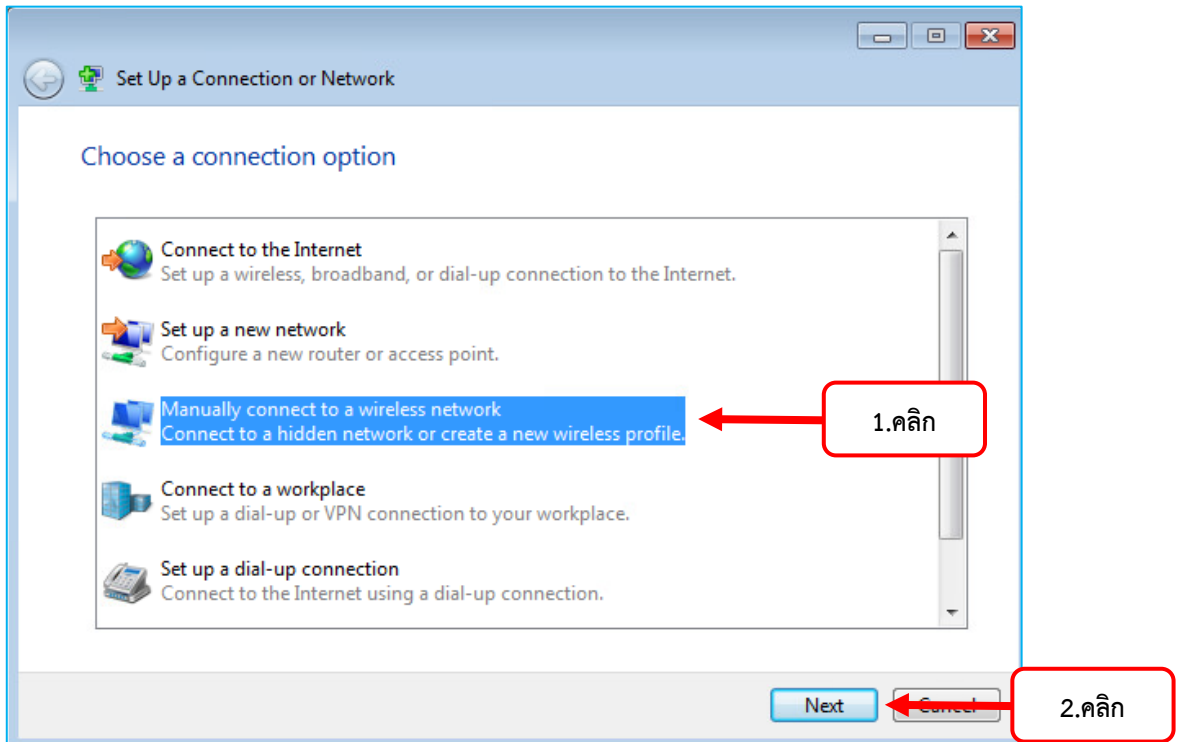 Set Up a Connection or Network
Choose a connection option
Connect to the Internet
Set up a wireless, broadband, or dial-up connection to the Internet.
Set up a new network
Configure a new router or access point.
Manually connect to a wireless network
Connect to a hidden network or create a new wireless profile.
1.คลิก
Connect to a workplace
Set up a dial-up or VPN connection to your workplace.
Set up a dial-up connection
Connect to the Internet using a dial-up connection.
Next
Cancel
2.คลิก